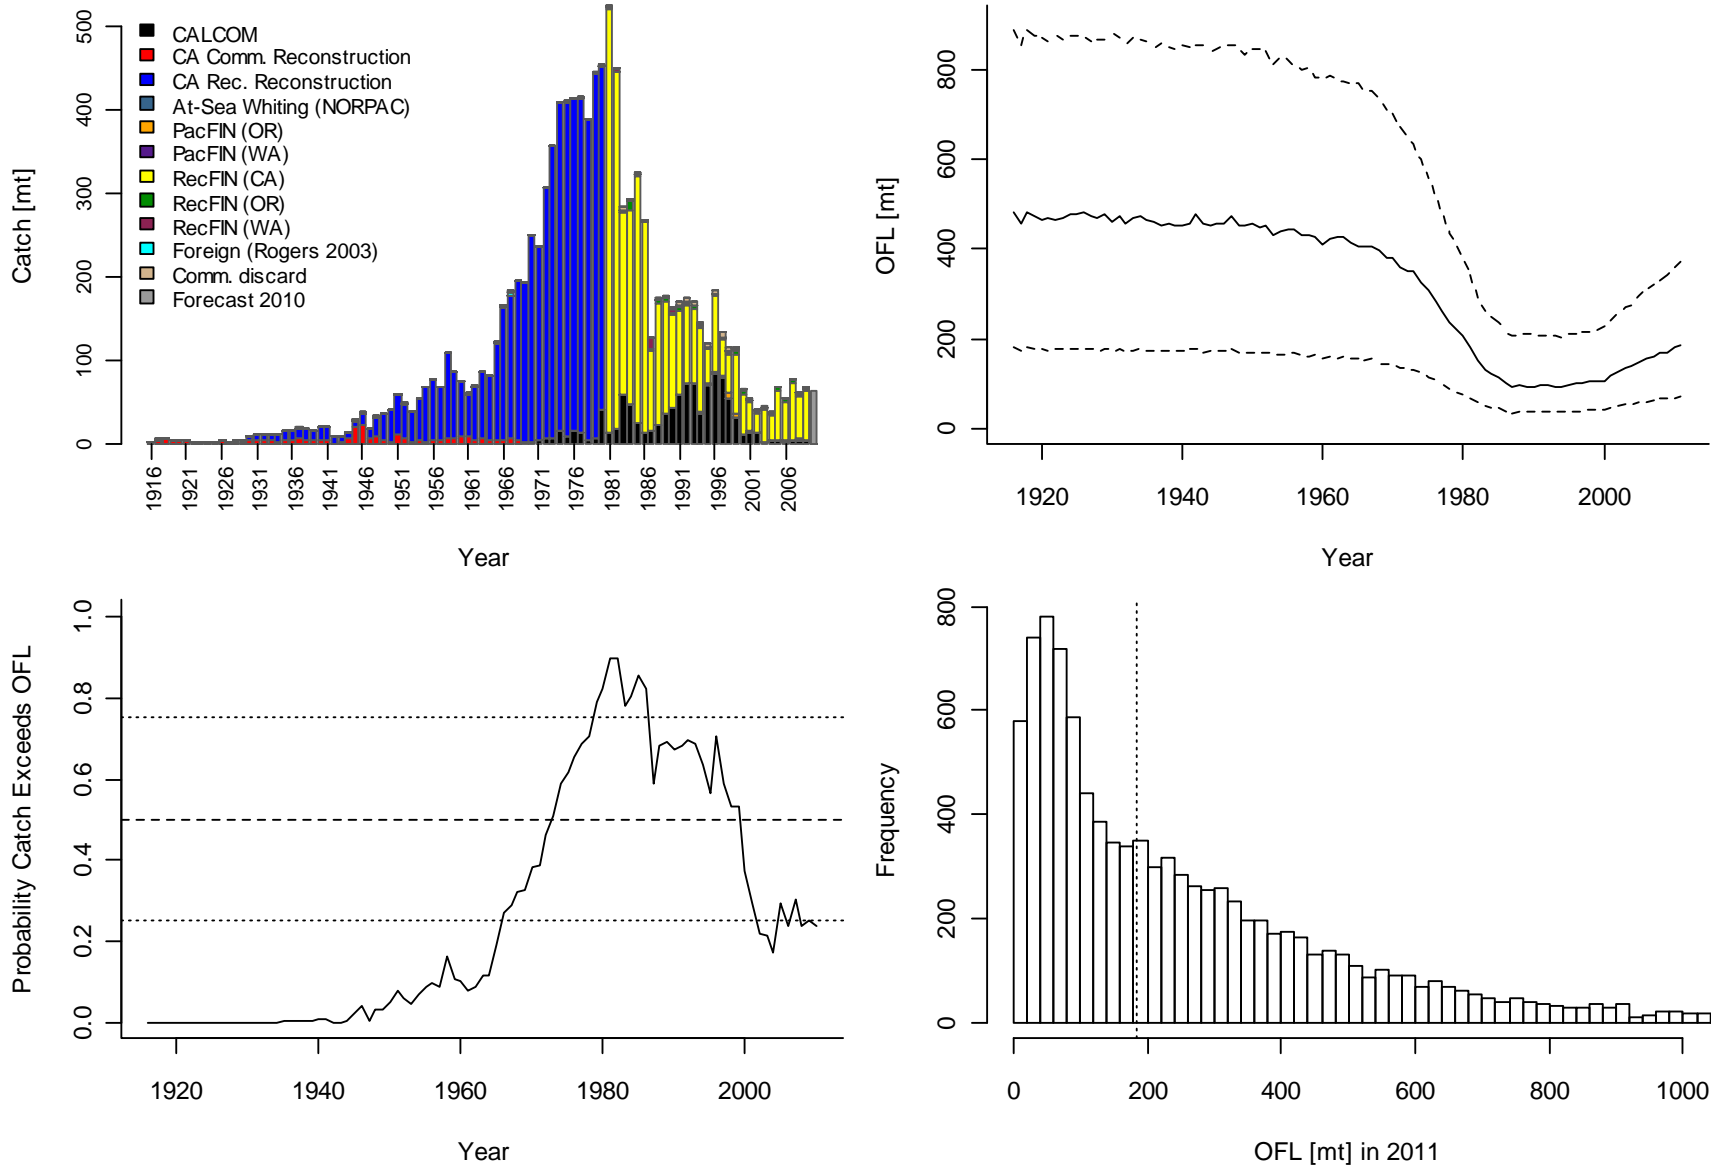 CALCOM
CA Comm. Reconstruction
CA Rec. Reconstruction
At-Sea Whiting (NORPAC)
PacFIN (OR)
PacFIN (WA)
RecFIN (CA)
RecFIN (OR)
RecFIN (WA)
Foreign (Rogers 2003)
Comm. discard
Forecast 2010
Catch [mt]
0 100 200 300 400 500
1916 1921 1926 1931 1936 1941 1946 1951 1956 1961 1966 1971 1976 1981 1986 1991 1996 2001 2006
Year
OFL [mt]
0 200 400 600 800
1920 1940 1960 1980 2000
Year
Probability Catch Exceeds OFL
0.0 0.2 0.4 0.6 0.8 1.0
1920 1940 1960 1980 2000
Year
Frequency
0 200 400 600 800
0 200 400 600 800 1000
OFL [mt] in 2011